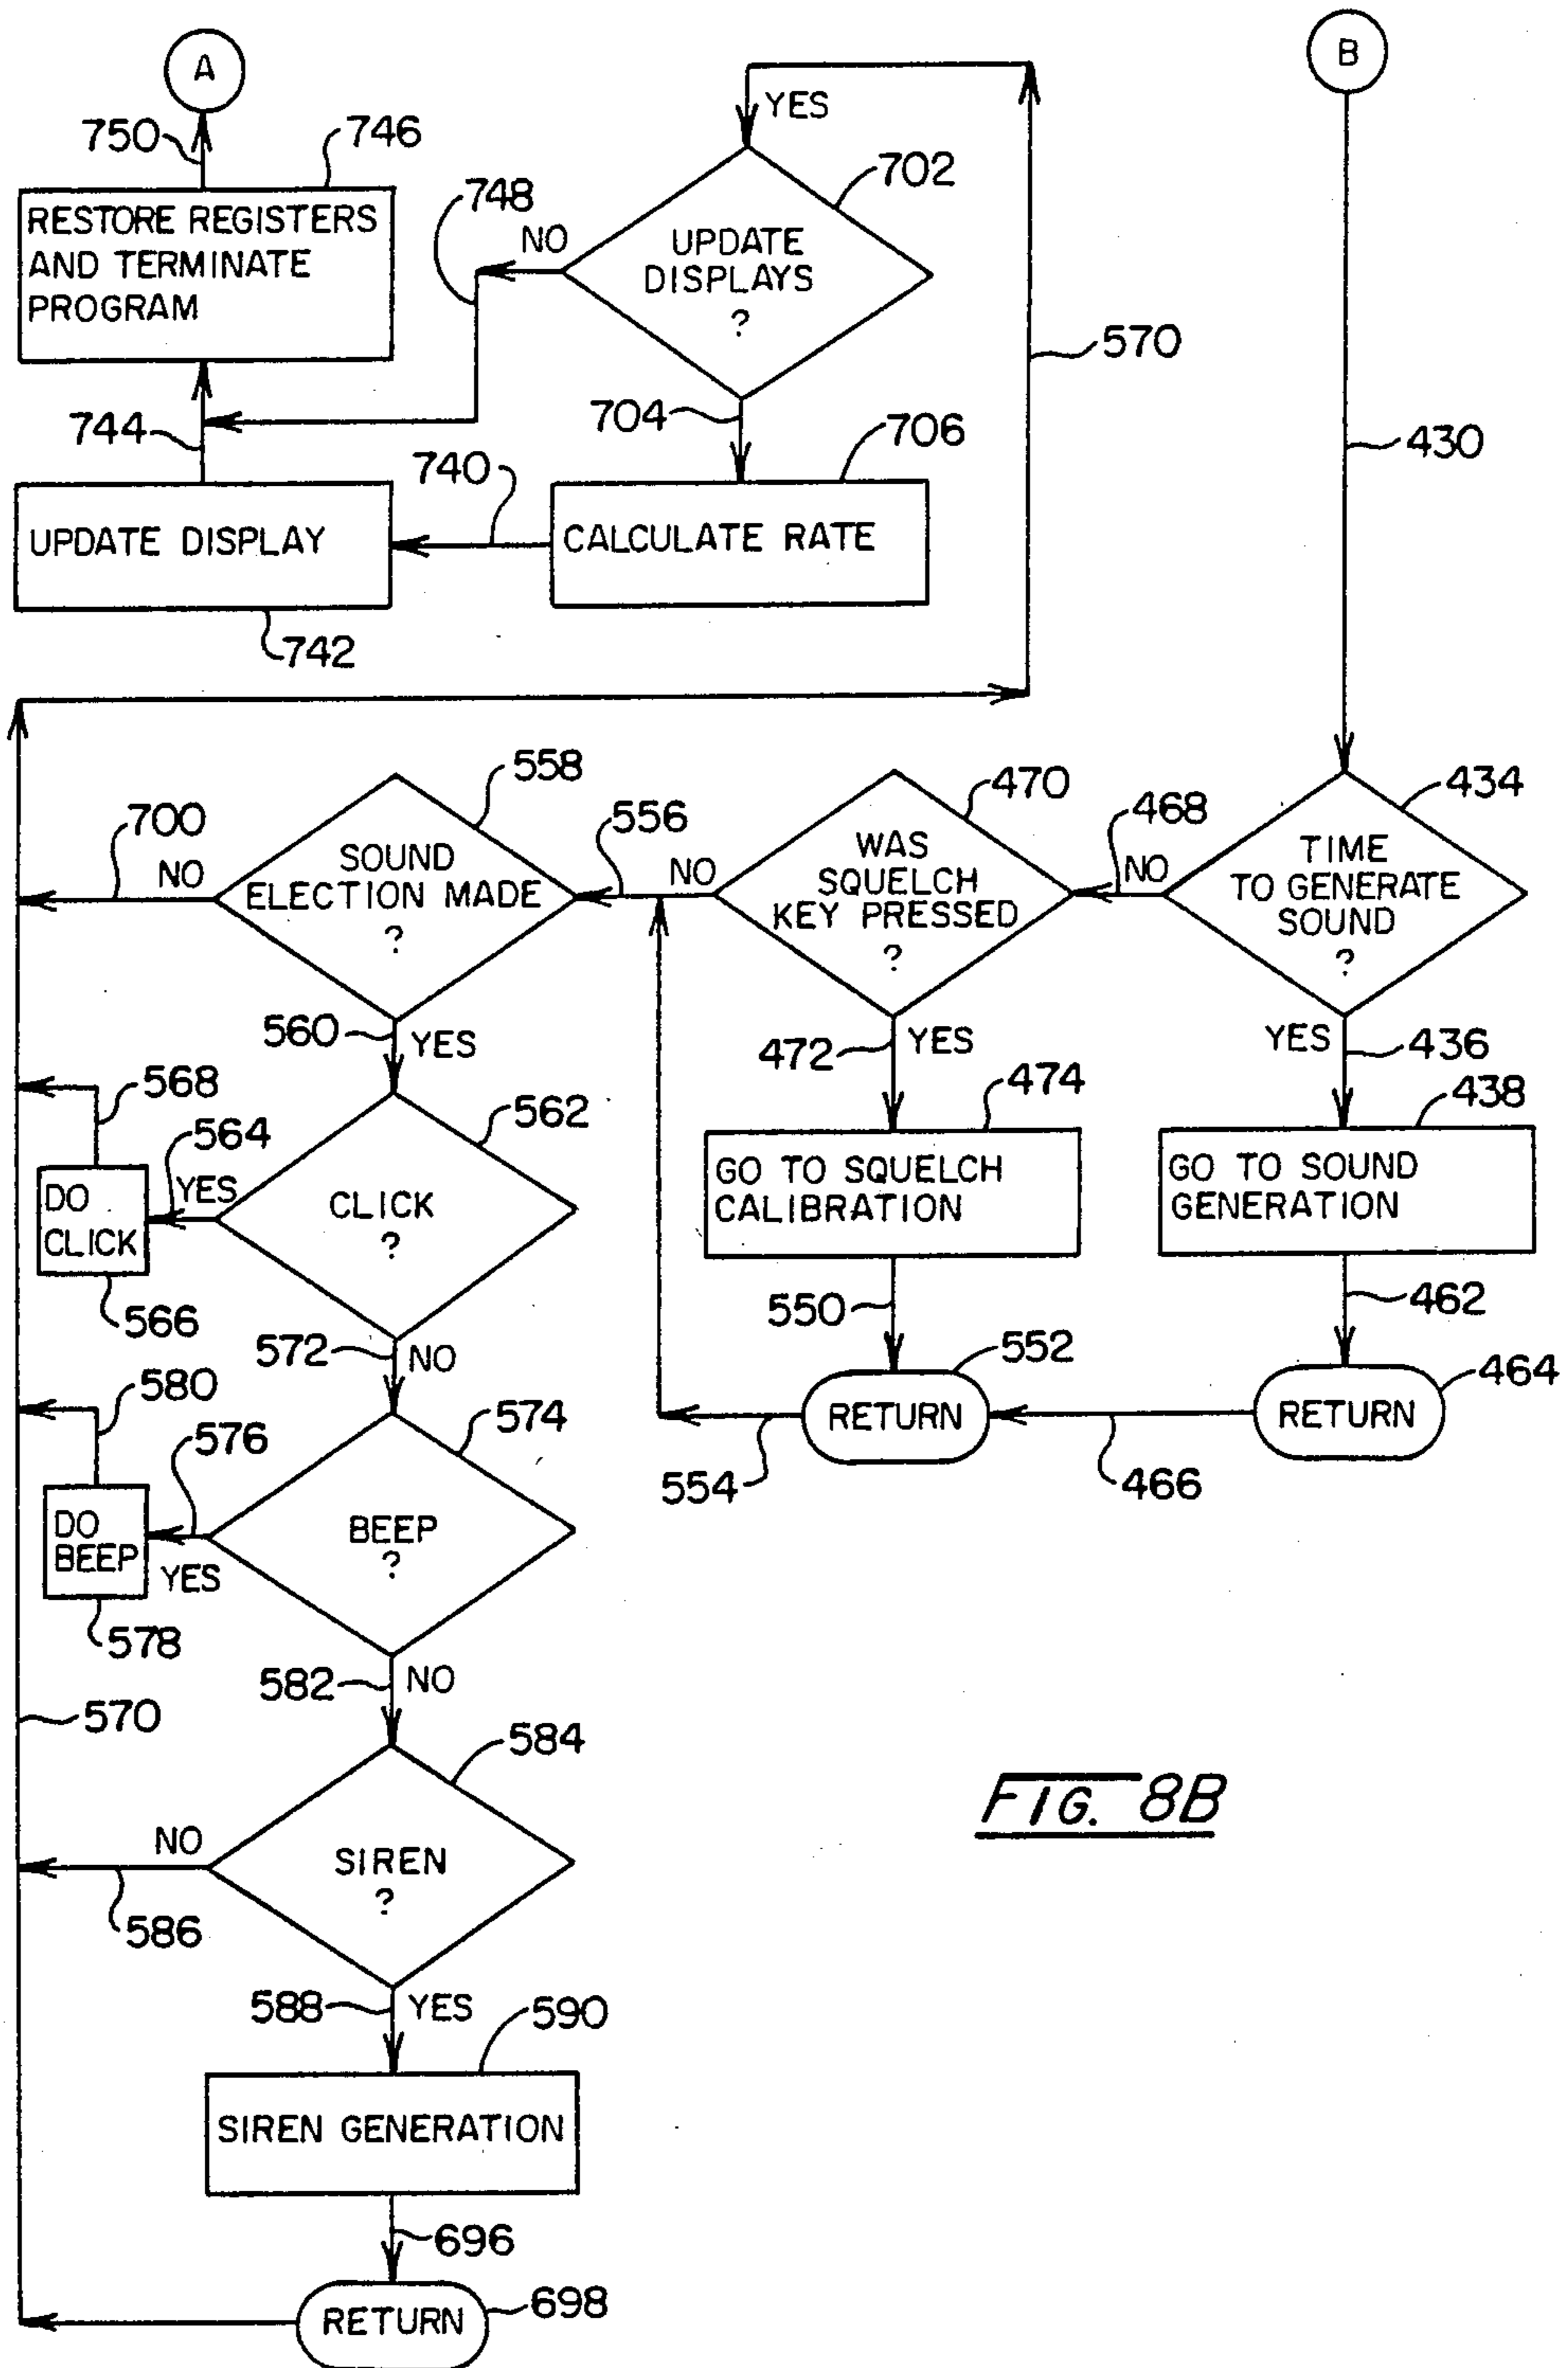 A
B
750
746
RESTORE REGISTERS
AND TERMINATE
PROGRAM
748
NO
YES
702
UPDATE
DISPLAYS
?
570
744
704
706
430
740
UPDATE DISPLAY
CALCULATE RATE
742
558
470
434
700
NO
SOUND
ELECTION MADE
?
556
NO
WAS
SQUELCH
KEY PRESSED
?
468
NO
TIME
TO GENERATE
SOUND
?
560
YES
472
YES
YES
436
568
562
474
438
564
YES
DO
CLICK
CLICK
?
GO TO SQUELCH
CALIBRATION
GO TO SOUND
GENERATION
566
550
462
572
NO
552
464
580
574
RETURN
RETURN
576
554
466
DO
BEEP
YES
BEEP
?
578
582
NO
570
584
FIG. 8B
NO
SIREN
?
586
588
YES
590
SIREN GENERATION
696
RETURN
698